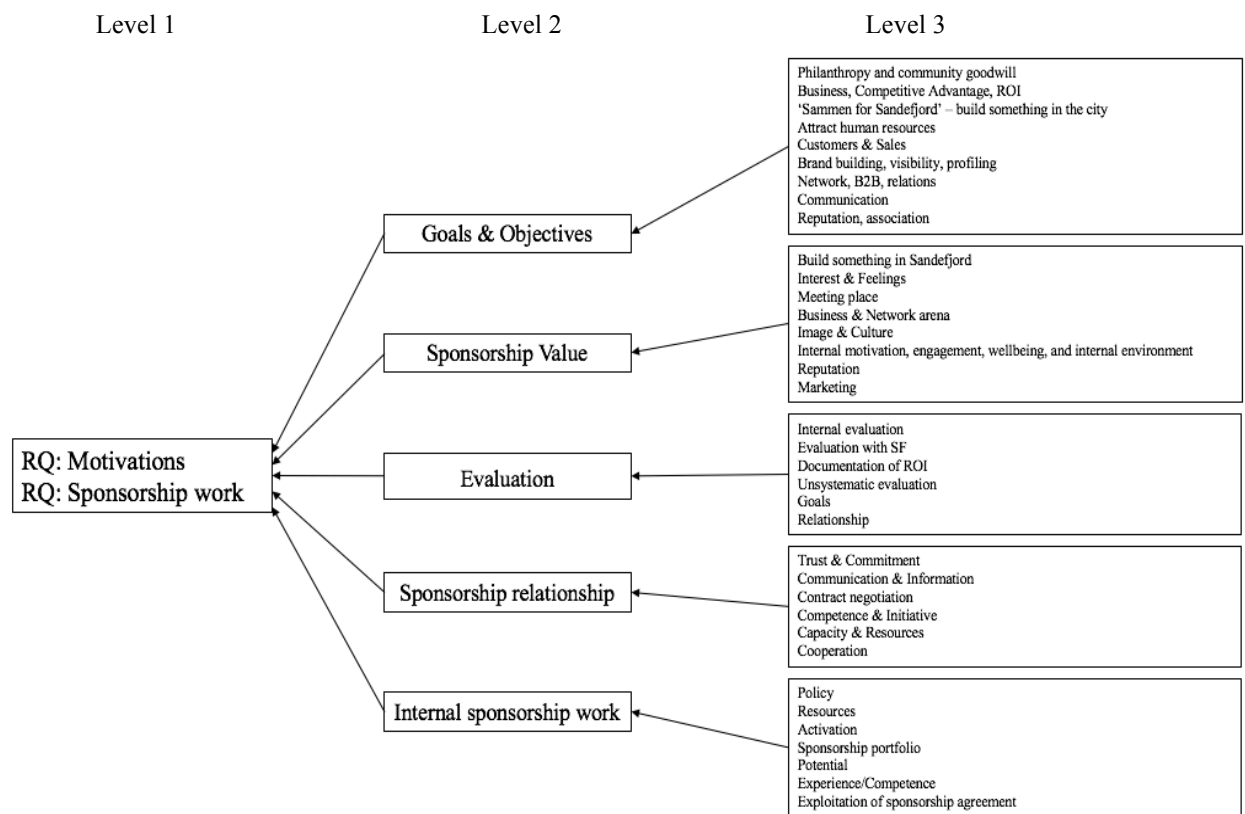 Level 1
Level 2
Level 3
RQ: Motivations
RQ: Sponsorship work
Goals & Objectives
Sponsorship Value
Evaluation
Sponsorship relationship
Internal sponsorship work
Philanthropy and community goodwill
Business, Competitive Advantage, ROI
‘Sammen for Sandefjord’ – build something in the city
Attract human resources
Customers & Sales
Brand building, visibility, profiling
Network, B2B, relations
Communication
Reputation, association
Build something in Sandefjord
Interest & Feelings
Meeting place
Business & Network arena
Image & Culture
Internal motivation, engagement, wellbeing, and internal environment
Reputation
Marketing
Internal evaluation
Evaluation with SF
Documentation of ROI
Unsystematic evaluation
Goals
Relationship
Trust & Commitment
Communication & Information
Contract negotiation
Competence & Initiative
Capacity & Resources
Cooperation
Policy
Resources
Activation
Sponsorship portfolio
Potential
Experience/Competence
Exploitation of sponsorship agreement